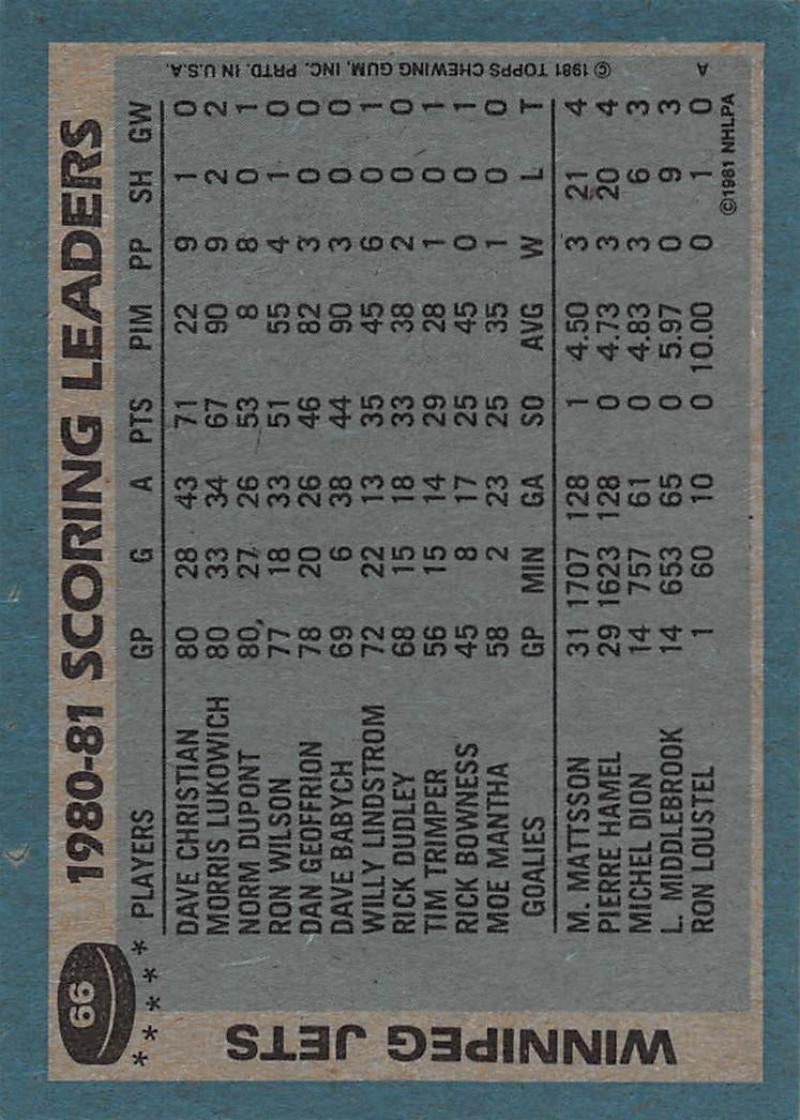 66
1980-81 SCORING LEADERS
PLAYERS GP G A PTS PIM PP SH GW
DAVE CHRISTIAN 80 28 43 71 22 9 1 0
MORRIS LUKOWICH 80 33 34 67 90 9 2 2
NORM DUPONT 80 27 26 53 8 8 0 1
RON WILSON 77 18 33 51 55 4 1 0
DAN GEOFFRION 78 20 26 46 82 3 0 0
DAVE BABYCH 69 6 38 44 90 3 0 0
WILLY LINDSTROM 72 22 13 35 45 6 0 1
RICK DUDLEY 68 15 18 33 38 2 0 0
TIM TRIMPER 56 15 14 29 28 1 0 1
RICK BOWNESS 45 8 17 25 45 0 0 1
MOE MANTHA 58 2 23 25 35 1 0 0
GOALIES GP MIN GA SO AVG W L T
M. MATTSSON 31 1707 128 1 4.50 3 21 4
PIERRE HAMEL 29 1623 128 0 4.73 3 20 4
MICHEL DION 14 757 61 0 4.83 3 6 3
L. MIDDLEBROOK 14 653 65 0 5.97 0 9 3
RON LOUSTEL 1 60 10 0 10.00 0 1 0
©1981 NHLPA
WINNIPEG JETS
A © 1981 TOPPS CHEWING GUM, INC. PRTD. IN U.S.A.